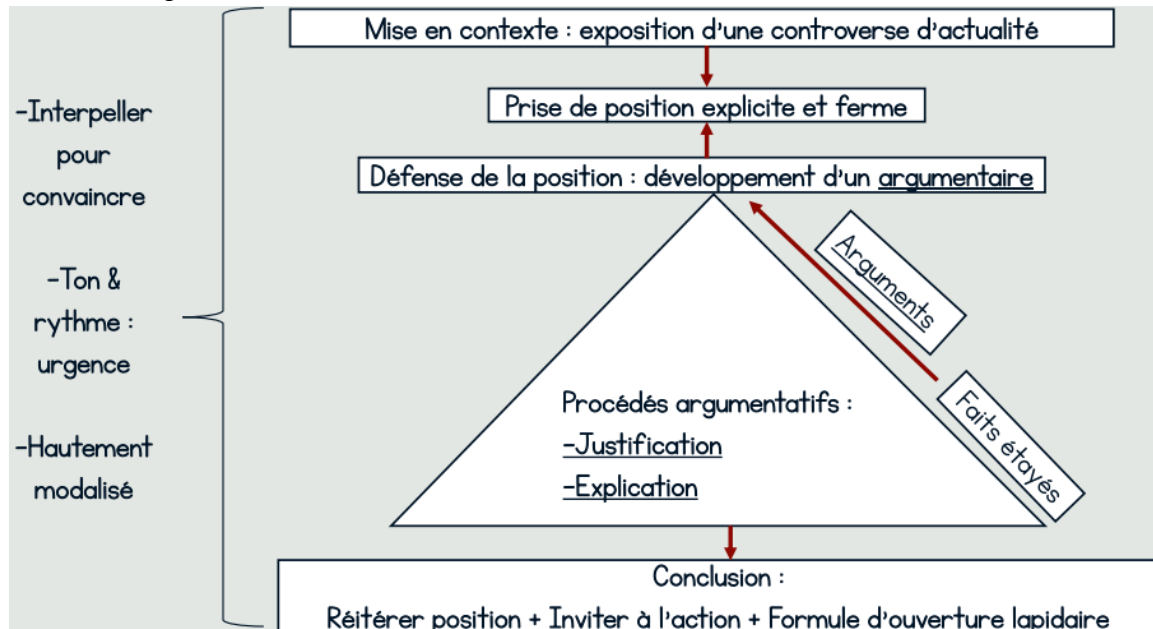 Mise en contexte : exposition d'une controverse d'actualité
Prise de position explicite et ferme
Défense de la position : développement d'un argumentaire
-Interpeller
pour
convaincre
-Ton &
rythme :
urgence
-Hautement
modalisé
Arguments
Faits étayés
Procédés argumentatifs :
-Justification
-Explication
Conclusion :
Réitérer position + Inviter à l'action + Formule d'ouverture lapidaire